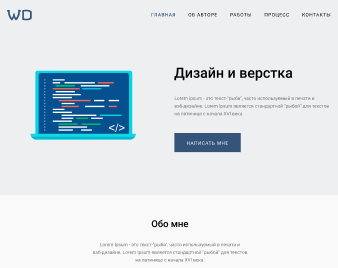 WD
ГЛАВНАЯ ОБ АВТОРЕ РАБОТЫ ПРОЦЕСС КОНТАКТЫ
Дизайн и верстка
Lorem Ipsum - это текст-"рыба", часто используемый в печати и
веб-дизайне. Lorem Ipsum является стандартной "рыбой" для текстов
на латинице с начала XVI века.
НАПИСАТЬ МНЕ
</>
Обо мне
Lorem Ipsum - это текст-"рыба", часто используемый в печати и
веб-дизайне. Lorem Ipsum является стандартной "рыбой" для текстов
на латинице с начала XVI века.